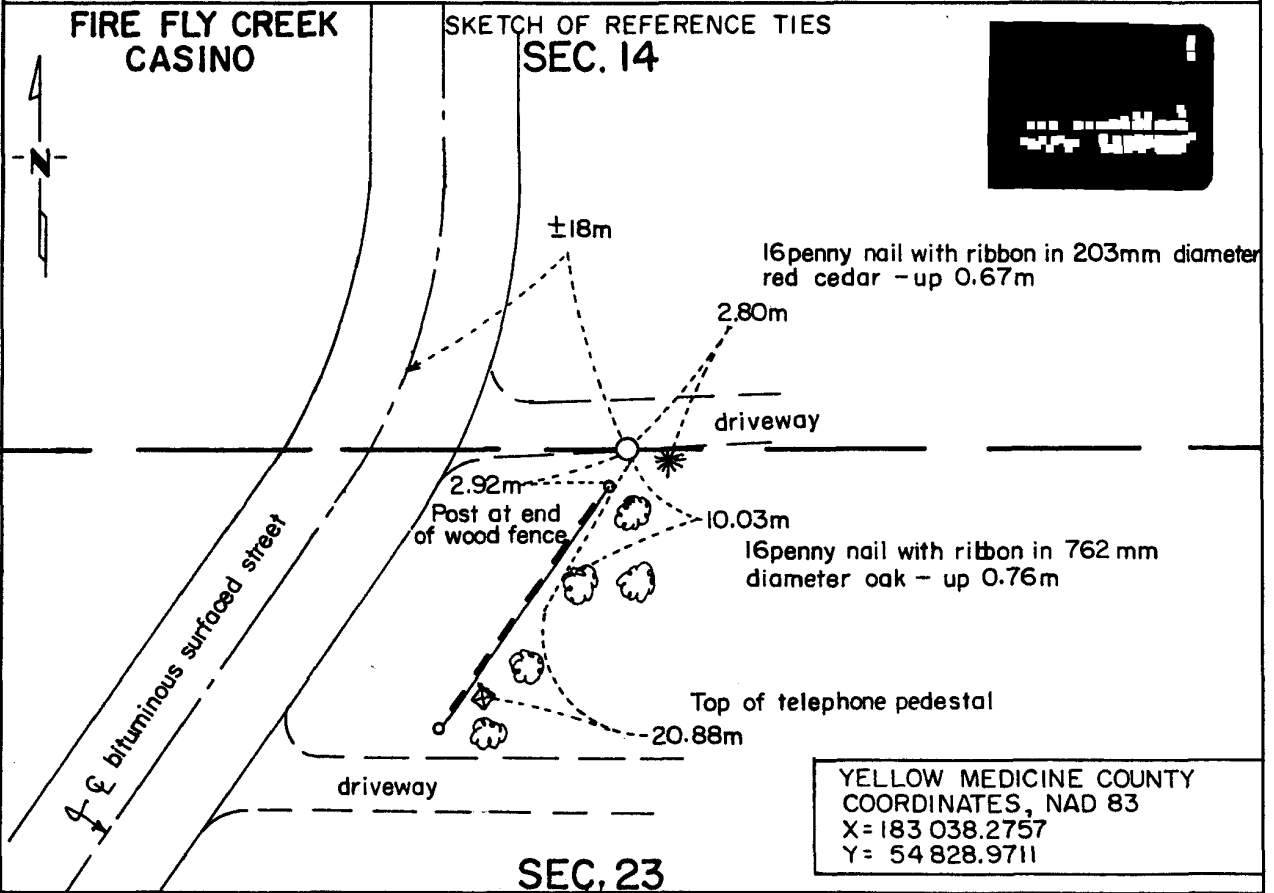 FIRE FLY CREEK
CASINO
SKETCH OF REFERENCE TIES
SEC. 14
N
±18m
16penny nail with ribbon in 203mm diameter
red cedar - up 0.67m
2.80m
driveway
2.92m
Post at end
of wood fence
10.03m
16penny nail with ribbon in 762 mm
diameter oak - up 0.76m
℄ bituminous surfaced street
Top of telephone pedestal
20.88m
driveway
YELLOW MEDICINE COUNTY
COORDINATES, NAD 83
X= 183 038.2757
Y= 54 828.9711
SEC. 23